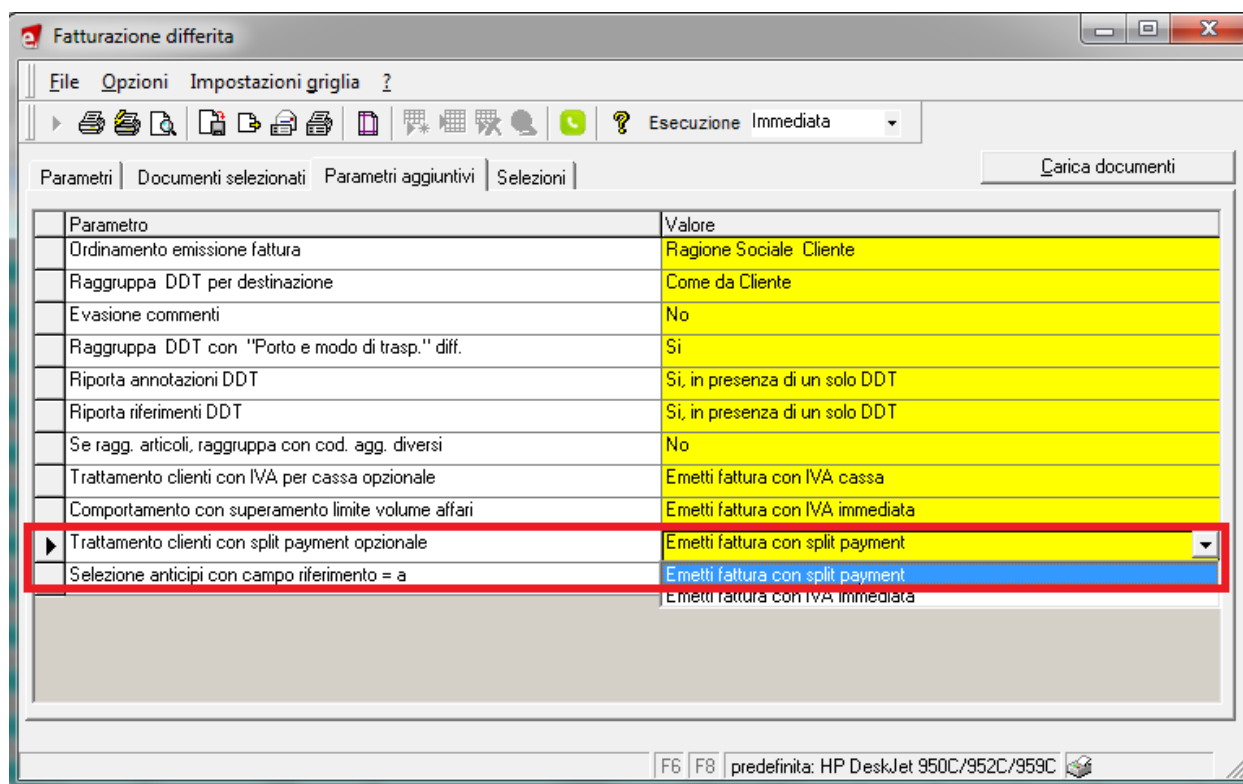 Fatturazione differita
File Opzioni Impostazioni griglia ?
Esecuzione Immediata
Parametri Documenti selezionati Parametri aggiuntivi Selezioni Carica documenti
Parametro Valore
Ordinamento emissione fattura Ragione Sociale Cliente
Raggruppa DDT per destinazione Come da Cliente
Evasione commenti No
Raggruppa DDT con "Porto e modo di trasp." diff. Si
Riporta annotazioni DDT Si, in presenza di un solo DDT
Riporta riferimenti DDT Si, in presenza di un solo DDT
Se ragg. articoli, raggruppa con cod. agg. diversi No
Trattamento clienti con IVA per cassa opzionale Emetti fattura con IVA cassa
Comportamento con superamento limite volume affari Emetti fattura con IVA immediata
Trattamento clienti con split payment opzionale Emetti fattura con split payment
Selezione anticipi con campo riferimento = a Emetti fattura con split payment
Emetti fattura con IVA immediata
F6 F8 predefinita: HP DeskJet 950C/952C/959C